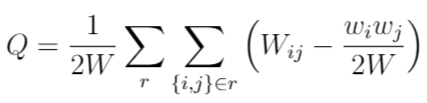 Q = \frac{1}{2W} \sum_{r} \sum_{\{i,j\} \in r} \left( W_{ij} - \frac{w_i w_j}{2W} \right)